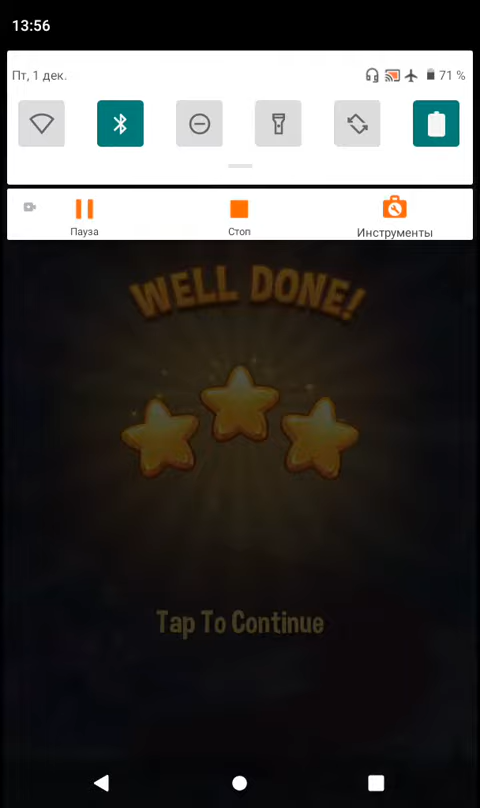 13:56
Пт, 1 дек.
71 %
Пауза
Стоп
Инструменты
WELL DONE!
Tap To Continue